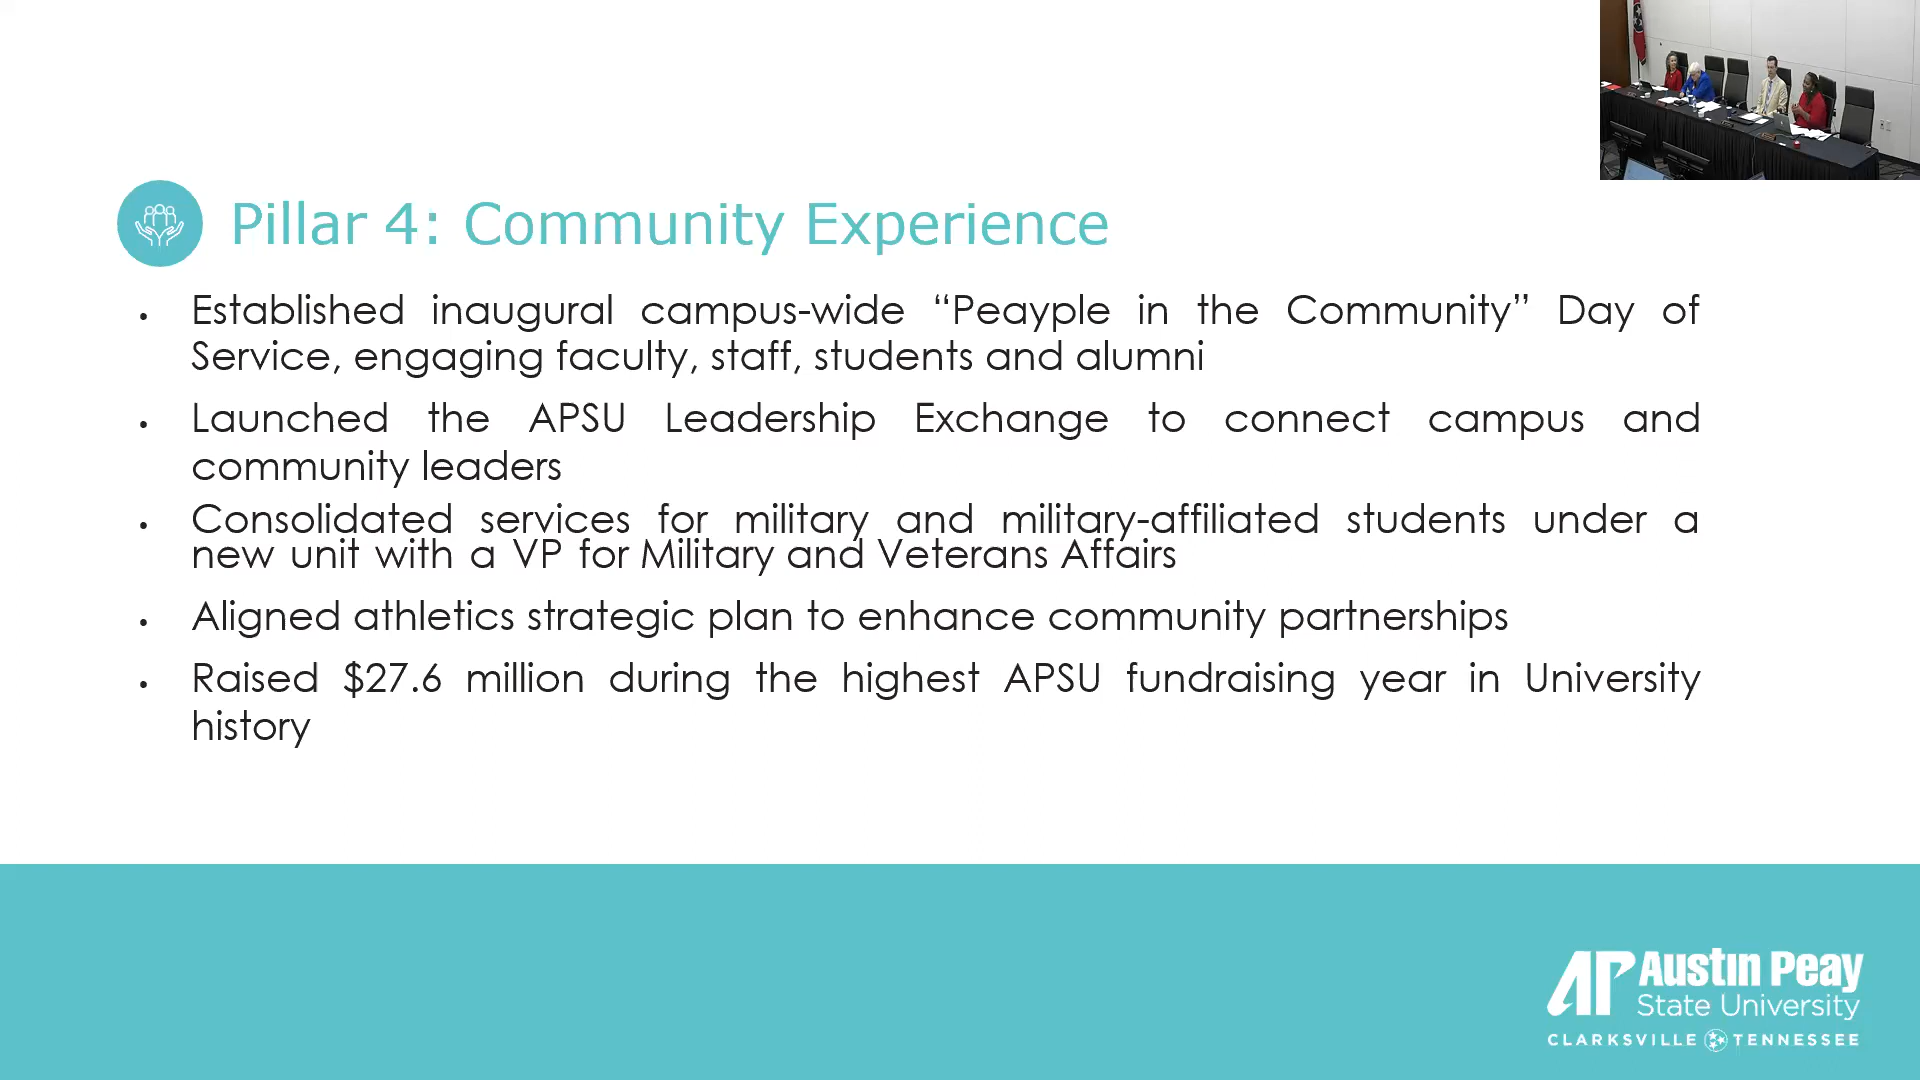 Pillar 4: Community Experience
• Established inaugural campus-wide “Peayple in the Community” Day of
Service, engaging faculty, staff, students and alumni
• Launched the APSU Leadership Exchange to connect campus and
community leaders
• Consolidated services for military and military-affiliated students under a
new unit with a VP for Military and Veterans Affairs
• Aligned athletics strategic plan to enhance community partnerships
• Raised $27.6 million during the highest APSU fundraising year in University
history
AP Austin Peay
State University
CLARKSVILLE TENNESSEE